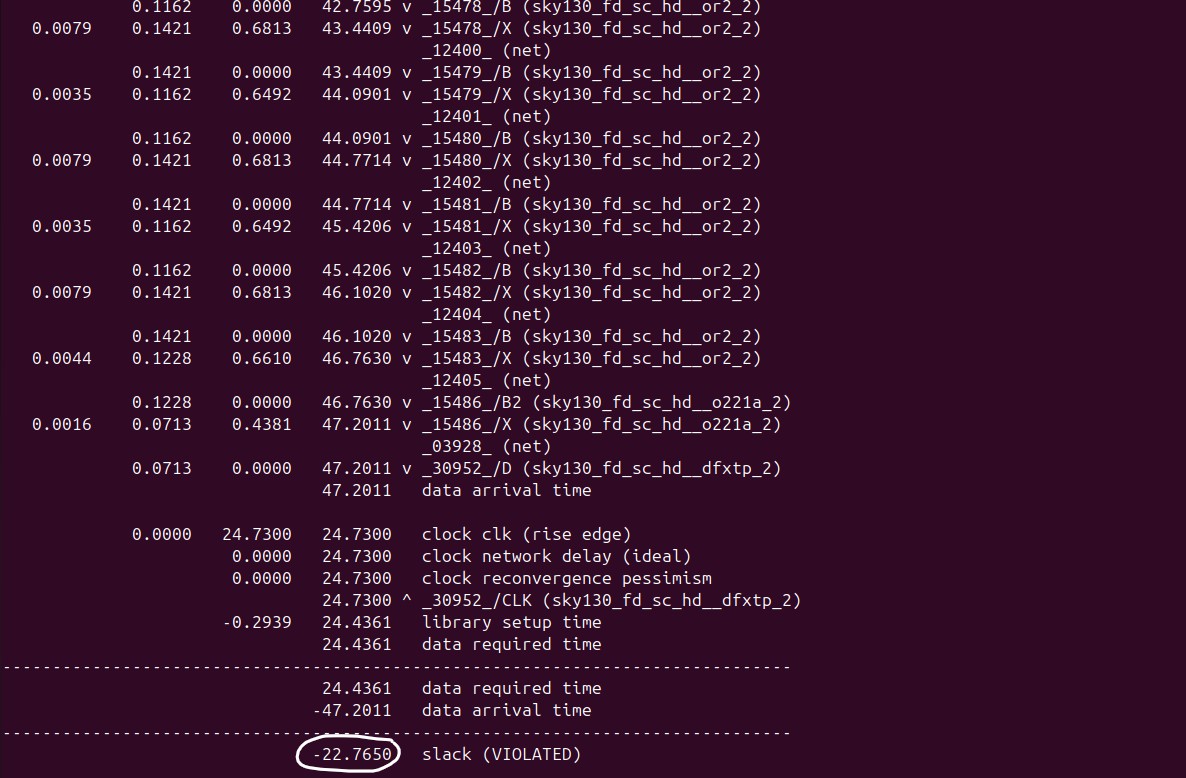 0.1162 0.0000 42.7595 v _15478_/B (sky130_fd_sc_hd__or2_2)
0.0079 0.1421 0.6813 43.4409 v _15478_/X (sky130_fd_sc_hd__or2_2)
_12400_ (net)
0.1421 0.0000 43.4409 v _15479_/B (sky130_fd_sc_hd__or2_2)
0.0035 0.1162 0.6492 44.0901 v _15479_/X (sky130_fd_sc_hd__or2_2)
_12401_ (net)
0.1162 0.0000 44.0901 v _15480_/B (sky130_fd_sc_hd__or2_2)
0.0079 0.1421 0.6813 44.7714 v _15480_/X (sky130_fd_sc_hd__or2_2)
_12402_ (net)
0.1421 0.0000 44.7714 v _15481_/B (sky130_fd_sc_hd__or2_2)
0.0035 0.1162 0.6492 45.4206 v _15481_/X (sky130_fd_sc_hd__or2_2)
_12403_ (net)
0.1162 0.0000 45.4206 v _15482_/B (sky130_fd_sc_hd__or2_2)
0.0079 0.1421 0.6813 46.1020 v _15482_/X (sky130_fd_sc_hd__or2_2)
_12404_ (net)
0.1421 0.0000 46.1020 v _15483_/B (sky130_fd_sc_hd__or2_2)
0.0044 0.1228 0.6610 46.7630 v _15483_/X (sky130_fd_sc_hd__or2_2)
_12405_ (net)
0.1228 0.0000 46.7630 v _15486_/B2 (sky130_fd_sc_hd__o221a_2)
0.0016 0.0713 0.4381 47.2011 v _15486_/X (sky130_fd_sc_hd__o221a_2)
_03928_ (net)
0.0713 0.0000 47.2011 v _30952_/D (sky130_fd_sc_hd__dfxtp_2)
47.2011 data arrival time
0.0000 24.7300 24.7300 clock clk (rise edge)
0.0000 24.7300 clock network delay (ideal)
0.0000 24.7300 clock reconvergence pessimism
24.7300 ^ _30952_/CLK (sky130_fd_sc_hd__dfxtp_2)
-0.2939 24.4361 library setup time
24.4361 data required time
-------------------------------------------------------------------------------
24.4361 data required time
-47.2011 data arrival time
-------------------------------------------------------------------------------
-22.7650 slack (VIOLATED)